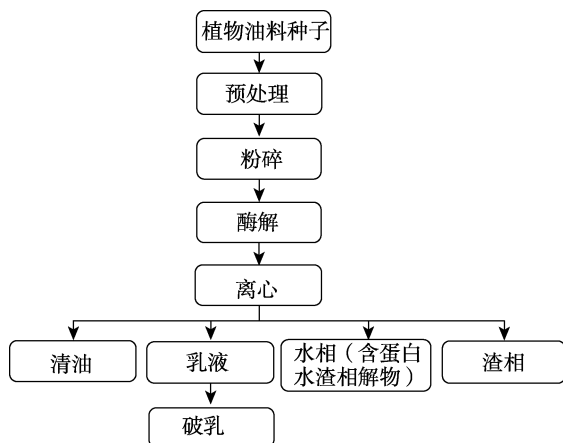 植物油料种子
预处理
粉碎
酶解
离心
清油
乳液
水相（含蛋白
水渣相解物）
渣相
破乳